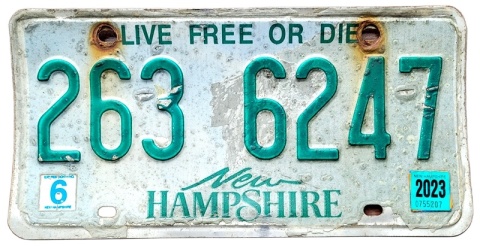 LIVE FREE OR DIE
263 6247
6
2023
New
HAMPSHIRE